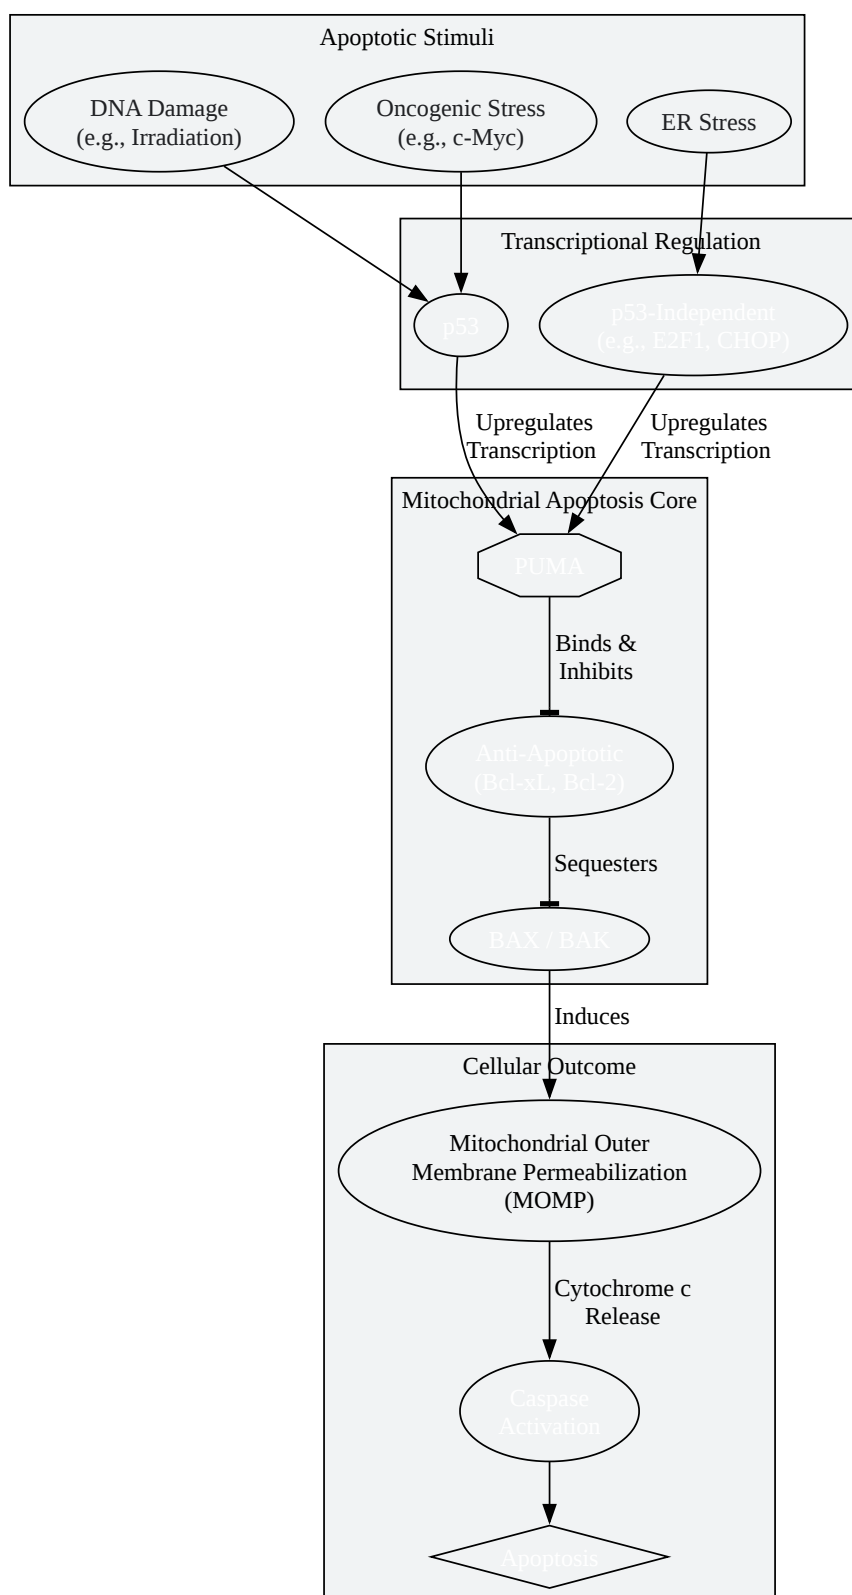 Apoptotic Stimuli
DNA Damage
(e.g., Irradiation)
Oncogenic Stress
(e.g., c-Myc)
ER Stress
Transcriptional Regulation
p53
p53-Independent
(e.g., E2F1, CHOP)
Upregulates
Transcription
Upregulates
Transcription
Mitochondrial Apoptosis Core
PUMA
Binds &
Inhibits
Anti-Apoptotic
(Bcl-xL, Bcl-2)
Sequesters
BAX / BAK
Induces
Cellular Outcome
Mitochondrial Outer
Membrane Permeabilization
(MOMP)
Cytochrome c
Release
Caspase
Activation
Apoptosis